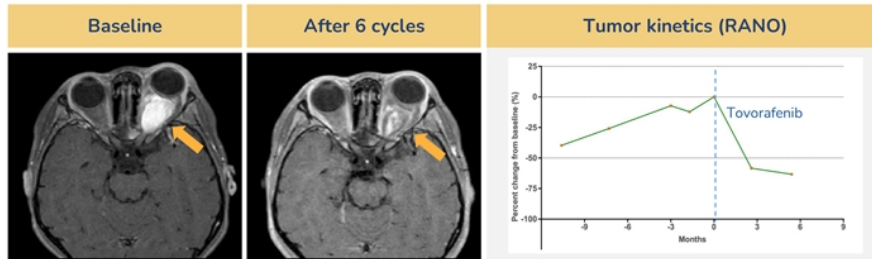 Baseline
After 6 cycles
Tumor kinetics (RANO)
Percent change from baseline (%)
25
0
-25
-50
-75
-100
Tovorafenib
-9
-6
-3
0
3
6
9
Months